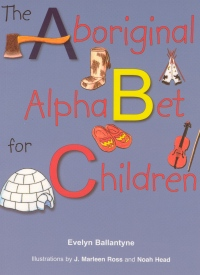 The Aboriginal
AlphaBet
for Children
Evelyn Ballantyne
Illustrations by J. Marleen Ross and Noah Head